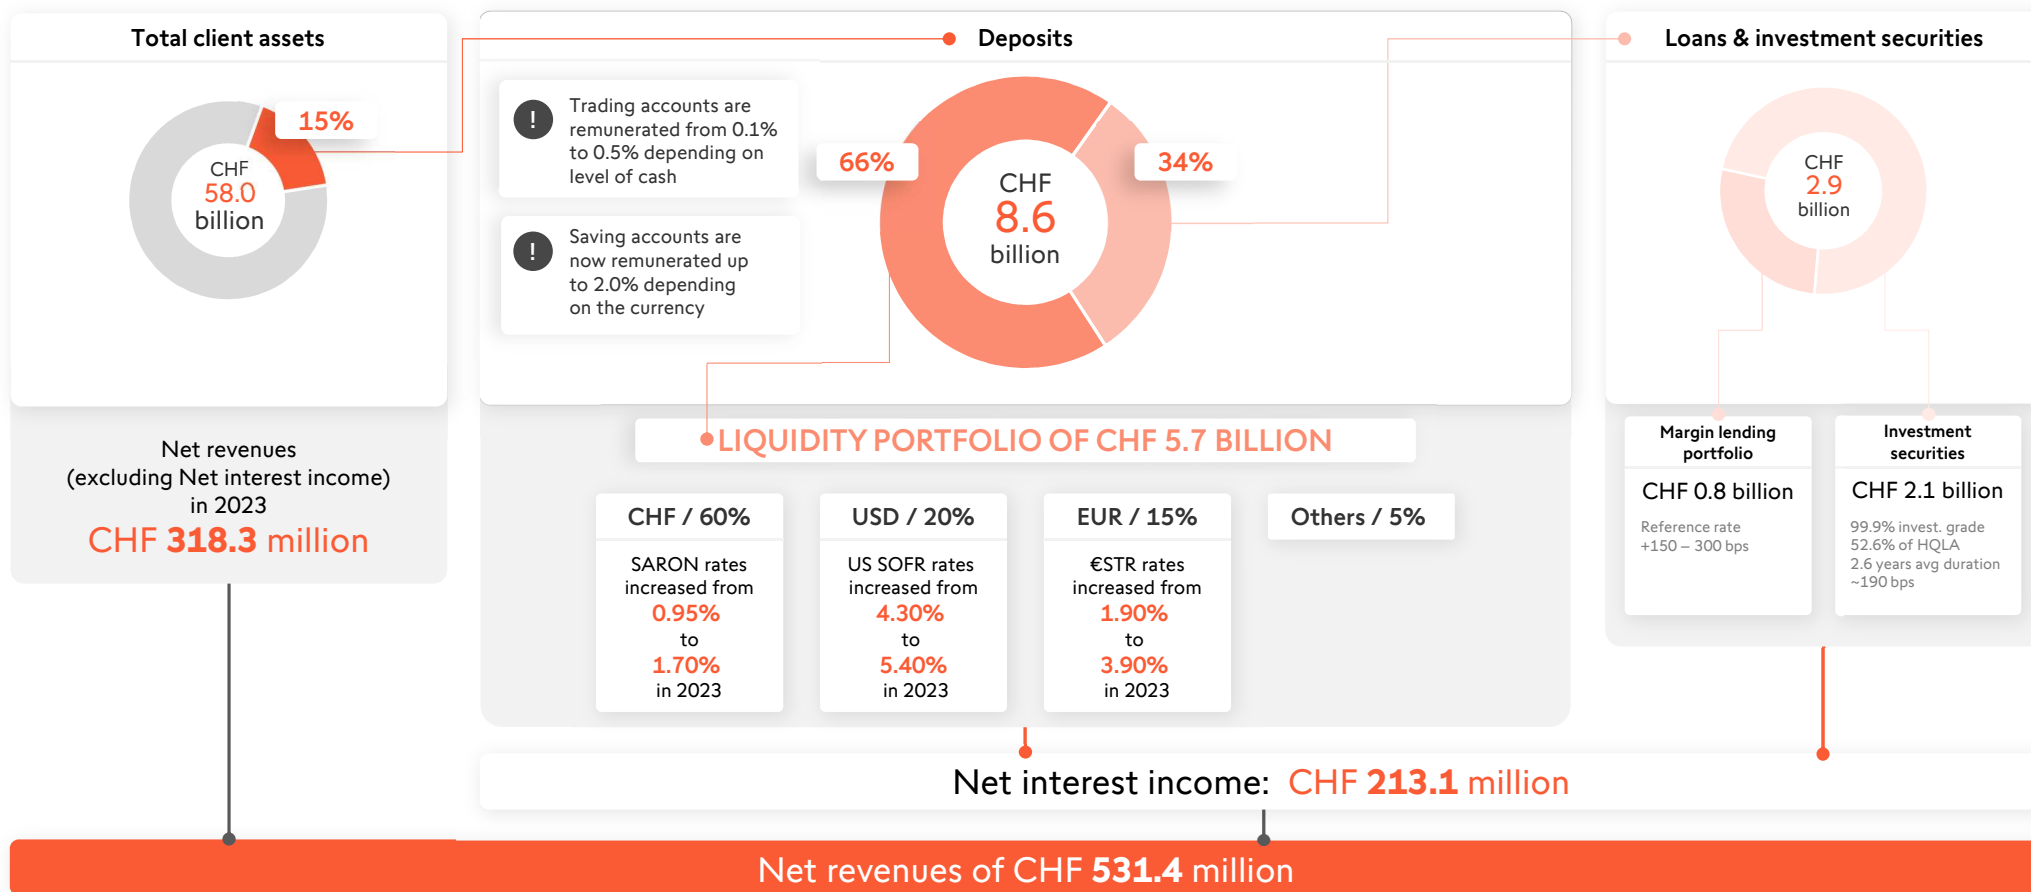 Total client assets
15%
CHF
58.0
billion
Net revenues
(excluding Net interest income)
in 2023
CHF 318.3 million
Deposits
!
Trading accounts are
remunerated from 0.1%
to 0.5% depending on
level of cash
!
Saving accounts are
now remunerated up
to 2.0% depending
on the currency
66%
34%
CHF
8.6
billion
LIQUIDITY PORTFOLIO OF CHF 5.7 BILLION
CHF / 60%
SARON rates
increased from
0.95%
to
1.70%
in 2023
USD / 20%
US SOFR rates
increased from
4.30%
to
5.40%
in 2023
EUR / 15%
€STR rates
increased from
1.90%
to
3.90%
in 2023
Others / 5%
Loans & investment securities
CHF
2.9
billion
Margin lending
portfolio
CHF 0.8 billion
Reference rate
+150 – 300 bps
Investment
securities
CHF 2.1 billion
99.9% invest. grade
52.6% of HQLA
2.6 years avg duration
~190 bps
Net interest income: CHF 213.1 million
Net revenues of CHF 531.4 million